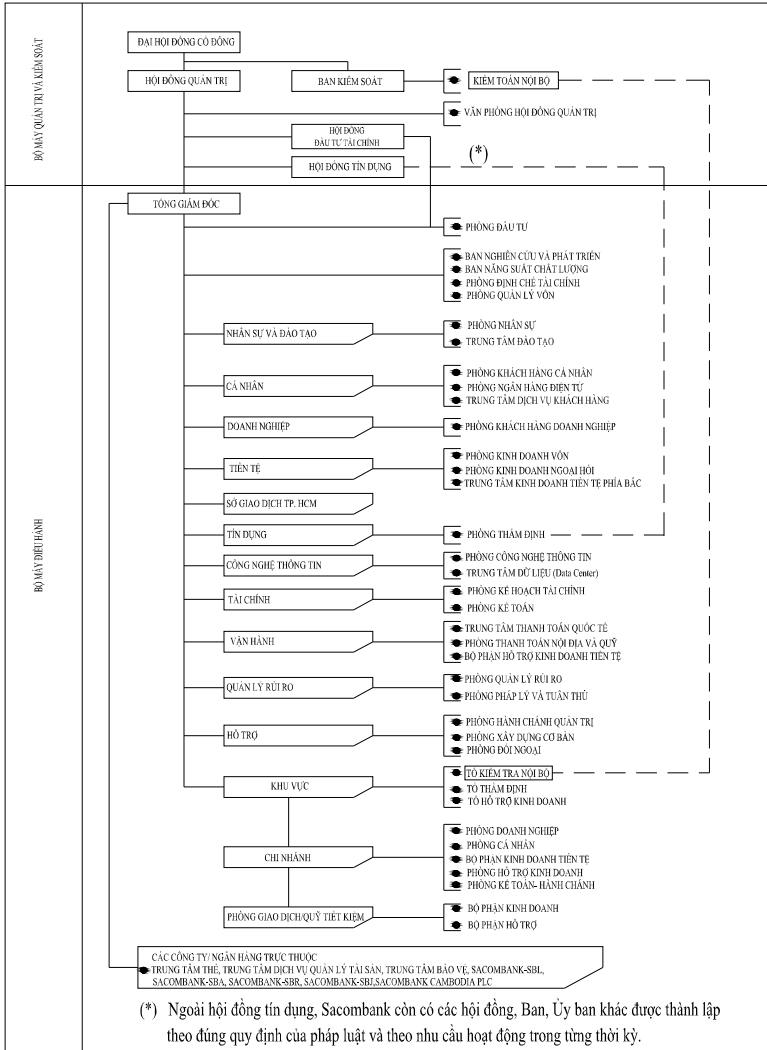 BỘ MÁY QUẢN TRỊ VÀ KIỂM SOÁT
ĐẠI HỘI ĐỒNG CỔ ĐÔNG
HỘI ĐỒNG QUẢN TRỊ
BAN KIỂM SOÁT
KIỂM TOÁN NỘI BỘ
VĂN PHÒNG HỘI ĐỒNG QUẢN TRỊ
HỘI ĐỒNG
ĐẦU TƯ TÀI CHÍNH
HỘI ĐỒNG TÍN DỤNG
(*)
BỘ MÁY ĐIỀU HÀNH
TỔNG GIÁM ĐỐC
PHÒNG ĐẦU TƯ
BAN NGHIÊN CỨU VÀ PHÁT TRIỂN
BAN NĂNG SUẤT CHẤT LƯỢNG
PHÒNG ĐỊNH CHẾ TÀI CHÍNH
PHÒNG QUẢN LÝ VỐN
NHÂN SỰ VÀ ĐÀO TẠO
PHÒNG NHÂN SỰ
TRUNG TÂM ĐÀO TẠO
CÁ NHÂN
PHÒNG KHÁCH HÀNG CÁ NHÂN
PHÒNG NGÂN HÀNG ĐIỆN TỬ
TRUNG TÂM DỊCH VỤ KHÁCH HÀNG
DOANH NGHIỆP
PHÒNG KHÁCH HÀNG DOANH NGHIỆP
TIỀN TỆ
PHÒNG KINH DOANH VỐN
PHÒNG KINH DOANH NGOẠI HỐI
TRUNG TÂM KINH DOANH TIỀN TỆ PHÍA BẮC
SỞ GIAO DỊCH TP. HCM
TÍN DỤNG
PHÒNG THẨM ĐỊNH
CÔNG NGHỆ THÔNG TIN
PHÒNG CÔNG NGHỆ THÔNG TIN
TRUNG TÂM DỮ LIỆU (Data Center)
TÀI CHÍNH
PHÒNG KẾ HOẠCH TÀI CHÍNH
PHÒNG KẾ TOÁN
VẬN HÀNH
TRUNG TÂM THANH TOÁN QUỐC TẾ
PHÒNG THANH TOÁN NỘI ĐỊA VÀ QUỸ
BỘ PHẬN HỖ TRỢ KINH DOANH TIỀN TỆ
QUẢN LÝ RỦI RO
PHÒNG QUẢN LÝ RỦI RO
PHÒNG PHÁP LÝ VÀ TUÂN THỦ
HỖ TRỢ
PHÒNG HÀNH CHÁNH QUẢN TRỊ
PHÒNG XÂY DỰNG CƠ BẢN
PHÒNG ĐỐI NGOẠI
KHU VỰC
TỔ KIỂM TRA NỘI BỘ
TỔ THẨM ĐỊNH
TỔ HỖ TRỢ KINH DOANH
CHI NHÁNH
PHÒNG DOANH NGHIỆP
PHÒNG CÁ NHÂN
BỘ PHẬN KINH DOANH TIỀN TỆ
PHÒNG HỖ TRỢ KINH DOANH
PHÒNG KẾ TOÁN- HÀNH CHÁNH
PHÒNG GIAO DỊCH/QUỸ TIẾT KIỆM
BỘ PHẬN KINH DOANH
BỘ PHẬN HỖ TRỢ
CÁC CÔNG TY/ NGÂN HÀNG TRỰC THUỘC
TRUNG TÂM THẺ, TRUNG TÂM DỊCH VỤ QUẢN LÝ TÀI SẢN, TRUNG TÂM BẢO VỆ, SACOMBANK-SBL,
SACOMBANK-SBA, SACOMBANK-SBR, SACOMBANK-SBJ,SACOMBANK CAMBODIA PLC
(*) Ngoài hội đồng tín dụng, Sacombank còn có các hội đồng, Ban, Ủy ban khác được thành lập
theo đúng quy định của pháp luật và theo nhu cầu hoạt động trong từng thời kỳ.